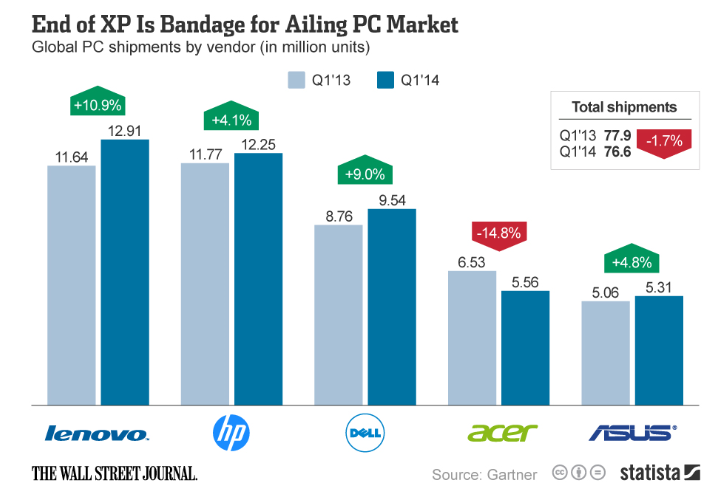 End of XP Is Bandage for Ailing PC Market
Global PC shipments by vendor (in million units)
Q1'13 Q1'14
Total shipments
Q1'13 77.9
Q1'14 76.6
-1.7%
+10.9%
11.64 12.91
+4.1%
11.77 12.25
+9.0%
8.76 9.54
-14.8%
6.53 5.56
+4.8%
5.06 5.31
lenovo. hp DELL acer ASUS®
THE WALL STREET JOURNAL. Source: Gartner cc statista